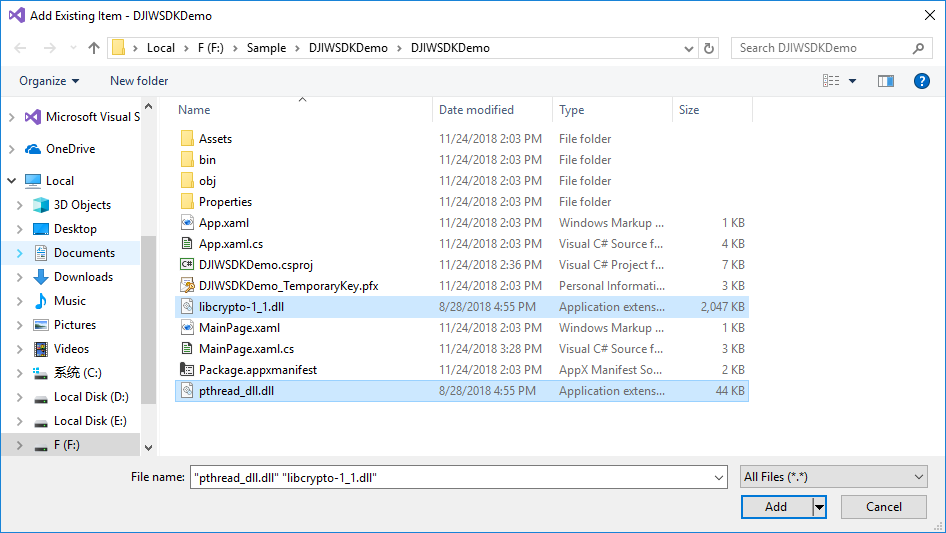 Add Existing Item - DJIWSDKDemo
Local > F (F:) > Sample > DJIWSDKDemo > DJIWSDKDemo
Search DJIWSDKDemo
Organize
New folder
?
Microsoft Visual S
OneDrive
Local
3D Objects
Desktop
Documents
Downloads
Music
Pictures
Videos
系统 (C:)
Local Disk (D:)
Local Disk (E:)
F (F:)
Name Date modified Type Size
Assets 11/24/2018 2:03 PM File folder
bin 11/24/2018 2:03 PM File folder
obj 11/24/2018 2:03 PM File folder
Properties 11/24/2018 2:03 PM File folder
App.xaml 11/24/2018 2:03 PM Windows Markup ... 1 KB
App.xaml.cs 11/24/2018 2:03 PM Visual C# Source f... 4 KB
DJIWSDKDemo.csproj 11/24/2018 2:36 PM Visual C# Project f... 7 KB
DJIWSDKDemo_TemporaryKey.pfx 11/24/2018 2:03 PM Personal Informati... 3 KB
libcrypto-1_1.dll 8/28/2018 4:55 PM Application extens... 2,047 KB
MainPage.xaml 11/24/2018 2:03 PM Windows Markup ... 1 KB
MainPage.xaml.cs 11/24/2018 3:28 PM Visual C# Source f... 3 KB
Package.appxmanifest 11/24/2018 2:03 PM AppX Manifest So... 2 KB
pthread_dll.dll 8/28/2018 4:55 PM Application extens... 44 KB
File name: "pthread_dll.dll" "libcrypto-1_1.dll"
All Files (*.*)
Add
Cancel